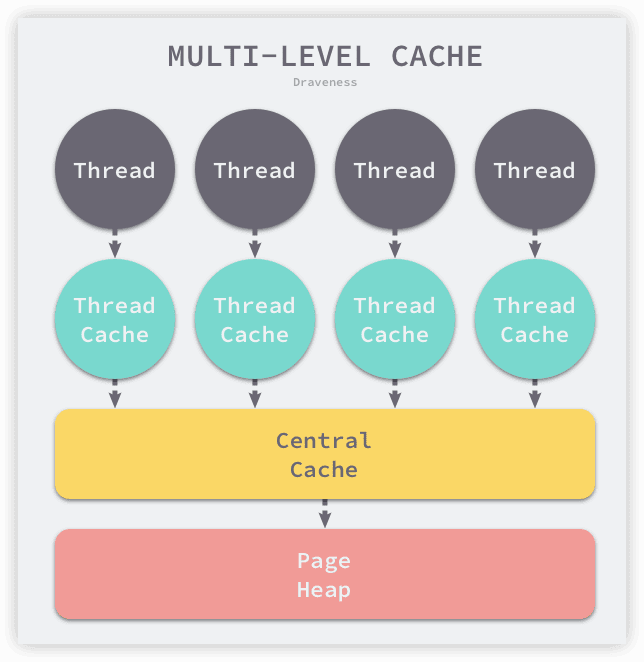 MULTI-LEVEL CACHE
Draveness
Thread
Thread
Thread
Thread
Thread
Cache
Thread
Cache
Thread
Cache
Thread
Cache
Central
Cache
Page
Heap